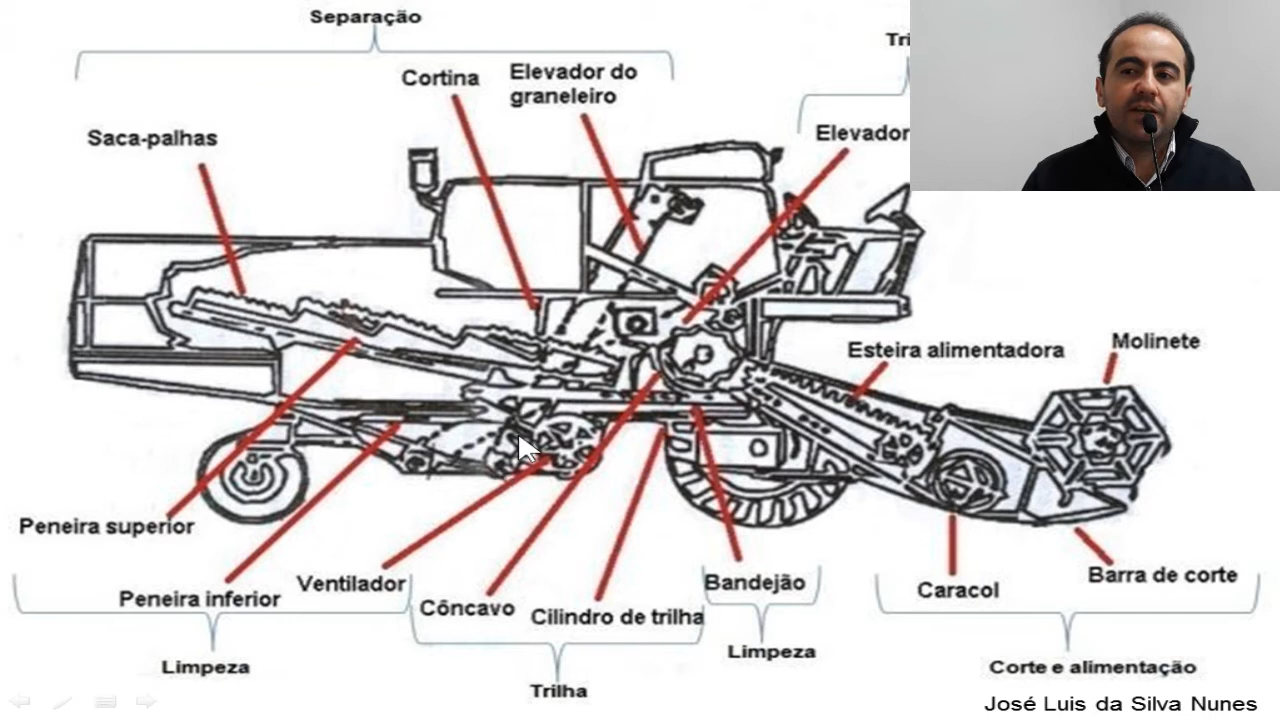 Separação
Tri
Cortina
Elevador do
graneleiro
Elevador
Saca-palhas
Molinete
Esteira alimentadora
Peneira superior
Peneira inferior
Ventilador
Côncavo
Cilindro de trilha
Bandejão
Caracol
Barra de corte
Limpeza
Trilha
Limpeza
Corte e alimentação
José Luis da Silva Nunes